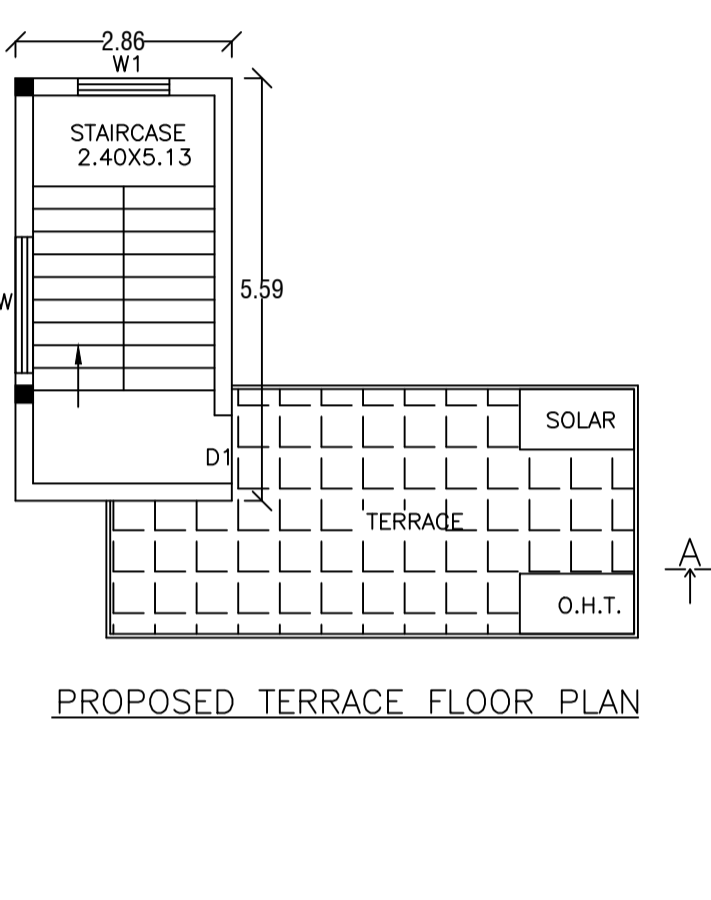 2.86
W1
STAIRCASE
2.40X5.13
W
5.59
SOLAR
D1
TERRACE
A
O.H.T.
PROPOSED TERRACE FLOOR PLAN